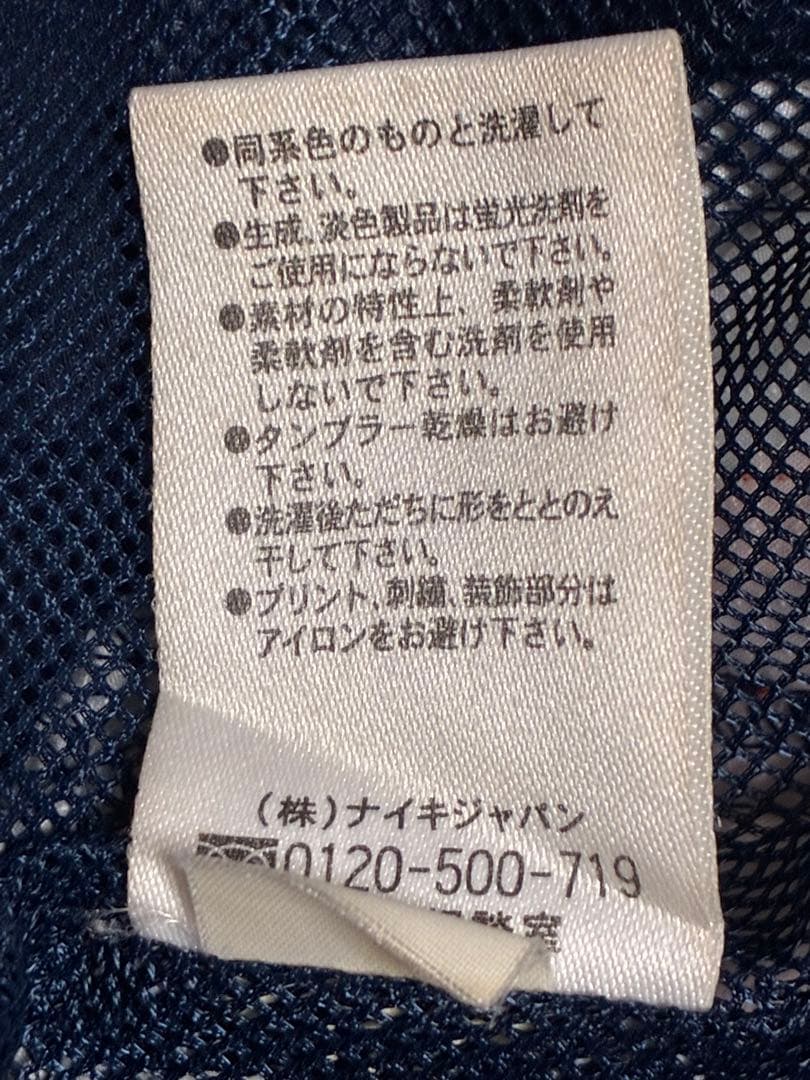 ●同系色のものと洗濯して
下さい。
●生成、淡色製品は蛍光洗剤を
ご使用にならないで下さい。
●素材の特性上、柔軟剤や
柔軟剤を含む洗剤を使用
しないで下さい。
●タンブラー乾燥はお避け
下さい。
●洗濯後ただちに形をととのえ
干して下さい。
●プリント、刺繍、装飾部分は
アイロンをお避け下さい。
(株)ナイキジャパン
0120-500-719
談室